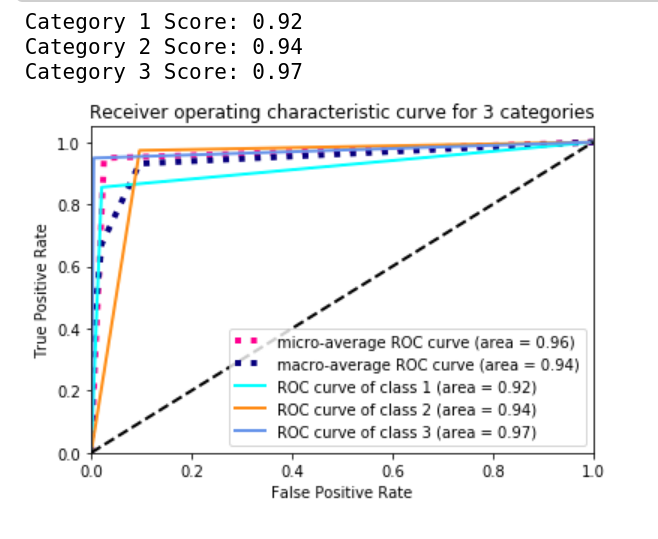 Category 1 Score: 0.92
Category 2 Score: 0.94
Category 3 Score: 0.97
Receiver operating characteristic curve for 3 categories
1.0
0.8
0.6
0.4
0.2
0.0
True Positive Rate
micro-average ROC curve (area = 0.96)
macro-average ROC curve (area = 0.94)
ROC curve of class 1 (area = 0.92)
ROC curve of class 2 (area = 0.94)
ROC curve of class 3 (area = 0.97)
0.0 0.2 0.4 0.6 0.8 1.0
False Positive Rate